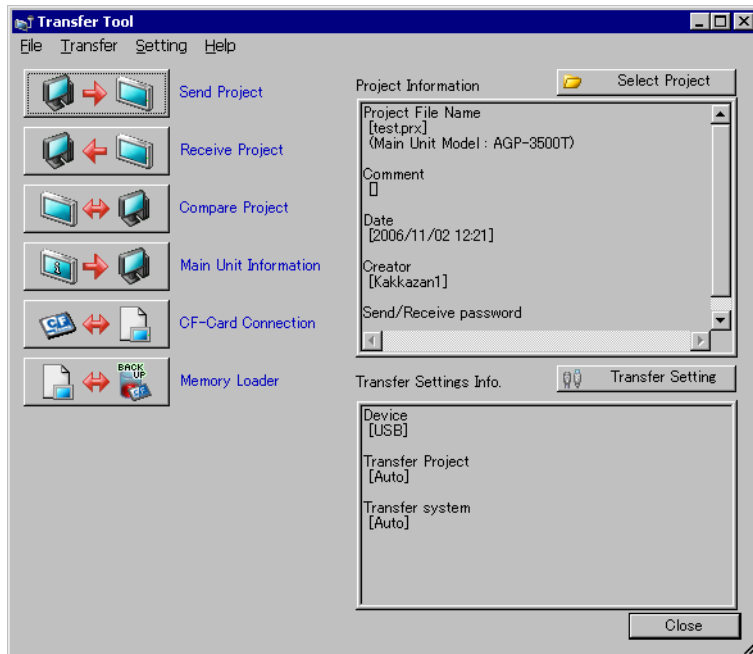 Transfer Tool
File Transfer Setting Help
Send Project
Receive Project
Compare Project
Main Unit Information
CF
CF-Card Connection
BACK
UP
CF
Memory Loader
Project Information
Select Project
Project File Name
[test.prx]
(Main Unit Model : AGP-3500T)
Comment
[]
Date
[2006/11/02 12:21]
Creator
[Kakkazan1]
Send/Receive password
Transfer Settings Info.
Transfer Setting
Device
[USB]
Transfer Project
[Auto]
Transfer system
[Auto]
Close